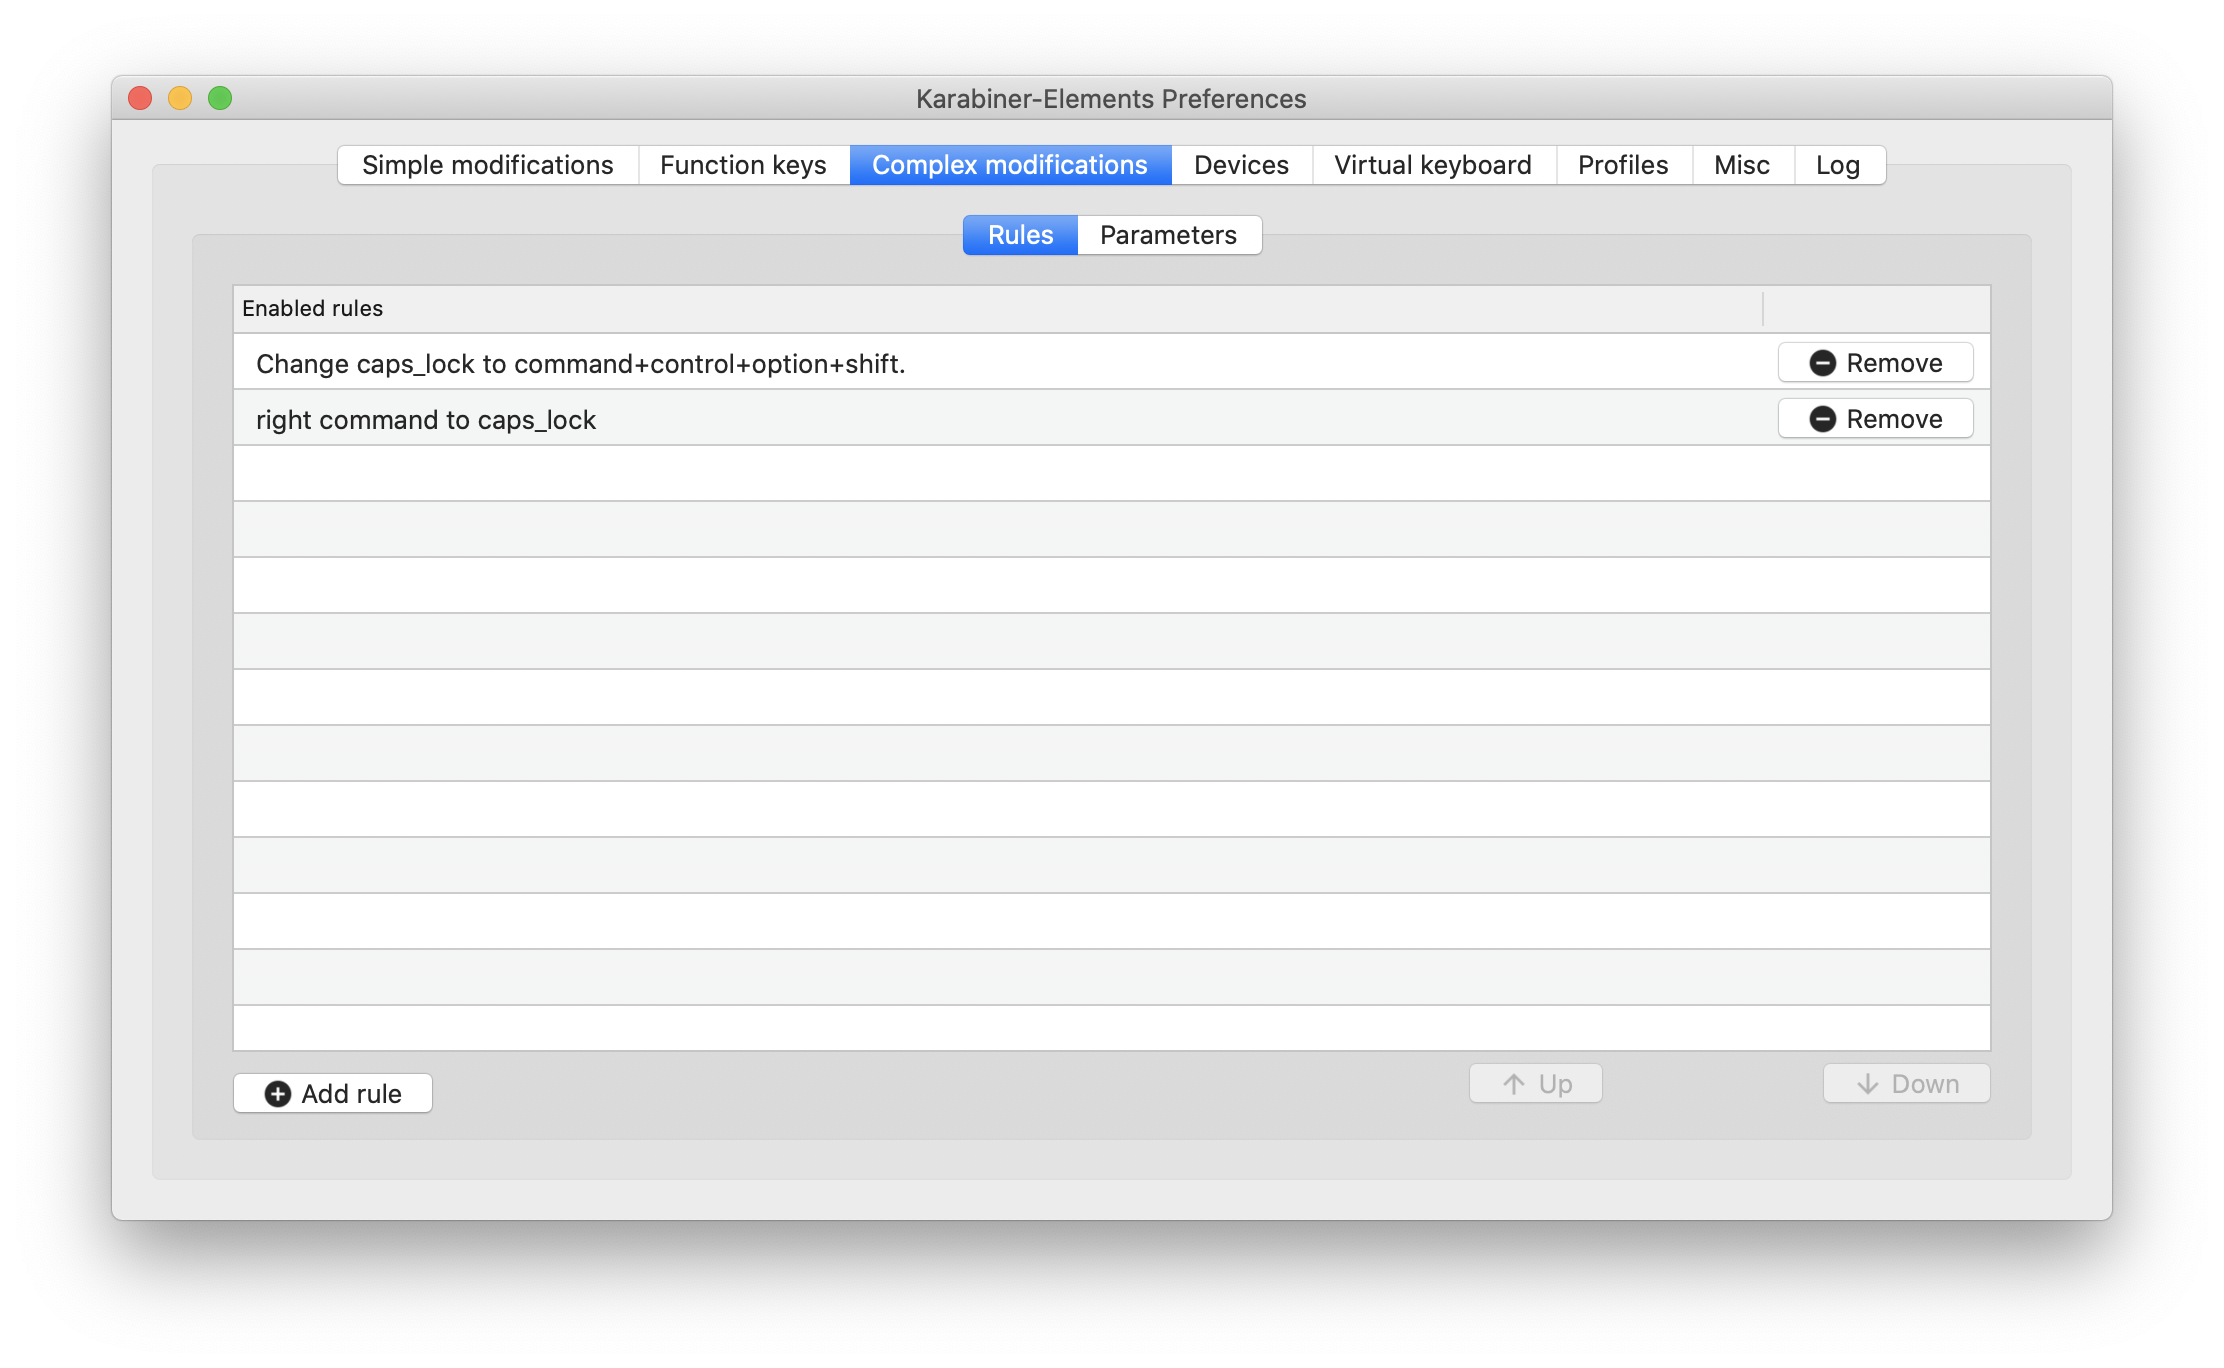 Karabiner-Elements Preferences
Simple modifications Function keys Complex modifications Devices Virtual keyboard Profiles Misc Log
Rules Parameters
Enabled rules
Change caps_lock to command+control+option+shift. Remove
right command to caps_lock Remove
Add rule Up Down